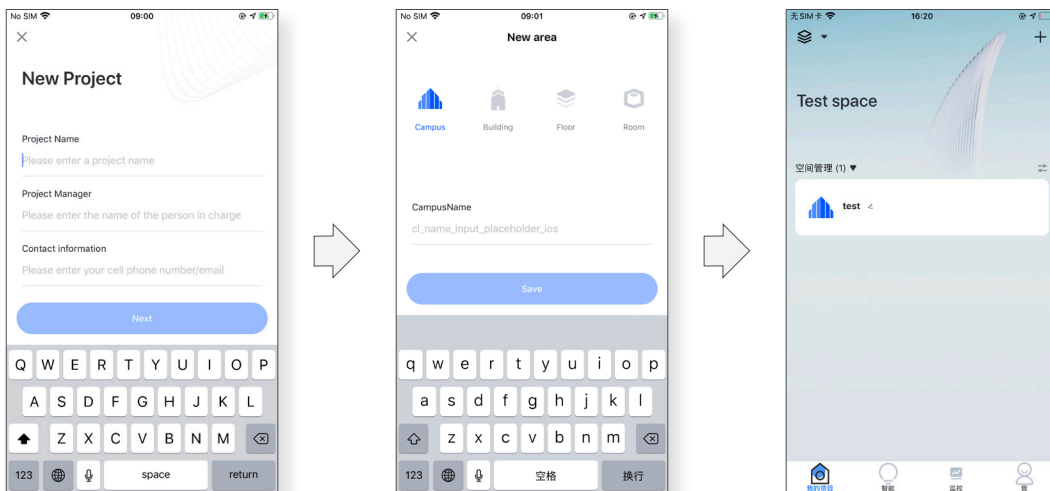 No SIM 09:00
New Project
Project Name
Please enter a project name
Project Manager
Please enter the name of the person in charge
Contact information
Please enter your cell phone number/email
Next
Q W E R T Y U I O P
A S D F G H J K L
Z X C V B N M
123 space return
No SIM 09:01
New area
Campus Building Floor Room
CampusName
cl_name_input_placeholder_ios
Save
q w e r t y u i o p
a s d f g h j k l
z x c v b n m
123 空格 换行
无SIM卡 16:20
Test space
空间管理 (1)
test
我的项目 智能 监控 我